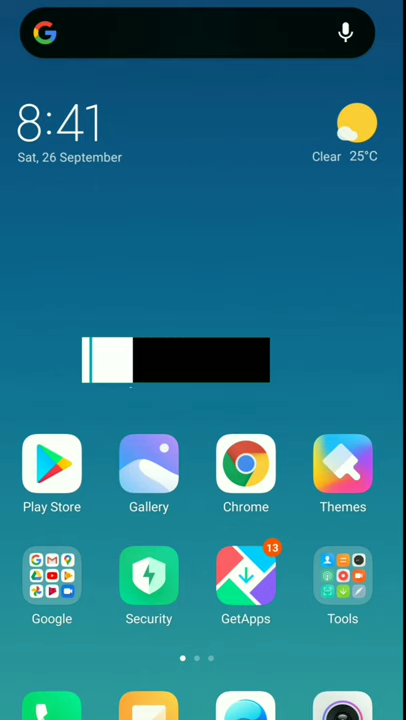 8:41
Sat, 26 September
Clear 25°C
Play Store
Gallery
Chrome
Themes
13
Google
Security
GetApps
Tools